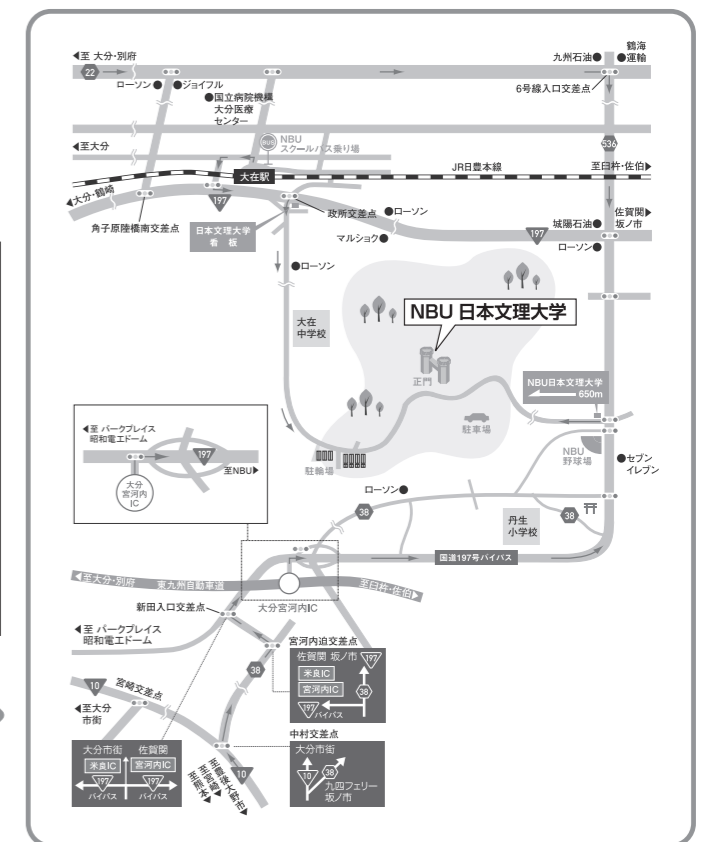 ◀至 大分・別府
22
ローソン●
●ジョイフル
●国立病院機構
大分医療
センター
九州石油●
鶴海
●運輸
6号線入口交差点
◀至大分
BUS
NBU
スクールバス乗り場
536
大在駅
JR日豊本線
至臼杵・佐伯▶
◀大分・鶴崎
197
角子原陸橋南交差点
日本文理大学
看 板
政所交差点
●ローソン
マルショク●
城陽石油●
佐賀関▶
坂ノ市
197
ローソン●
●ローソン
大在
中学校
NBU 日本文理大学
正門
NBU日本文理大学
650m
駐車場
駐輪場
NBU
野球場
●セブン
イレブン
◀至 パークプレイス
昭和電工ドーム
197
至NBU▶
大分
宮河内
IC
ローソン●
38
丹生
小学校
38
国道197号バイパス
◀至大分・別府
東九州自動車道
至臼杵・佐伯▶
大分宮河内IC
新田入口交差点
◀至 パークプレイス
昭和電工ドーム
38
宮河内迫交差点
佐賀関 坂ノ市
197
米良IC
宮河内IC
38
197
バイパス
10
宮崎交差点
◀至大分
市街
大分市街
佐賀関
米良IC
宮河内IC
197
197
バイパス
バイパス
至熊本▶
至宮崎▶
至豊後大野市▶
10
中村交差点
大分市街
10
38
九四フェリー
坂ノ市